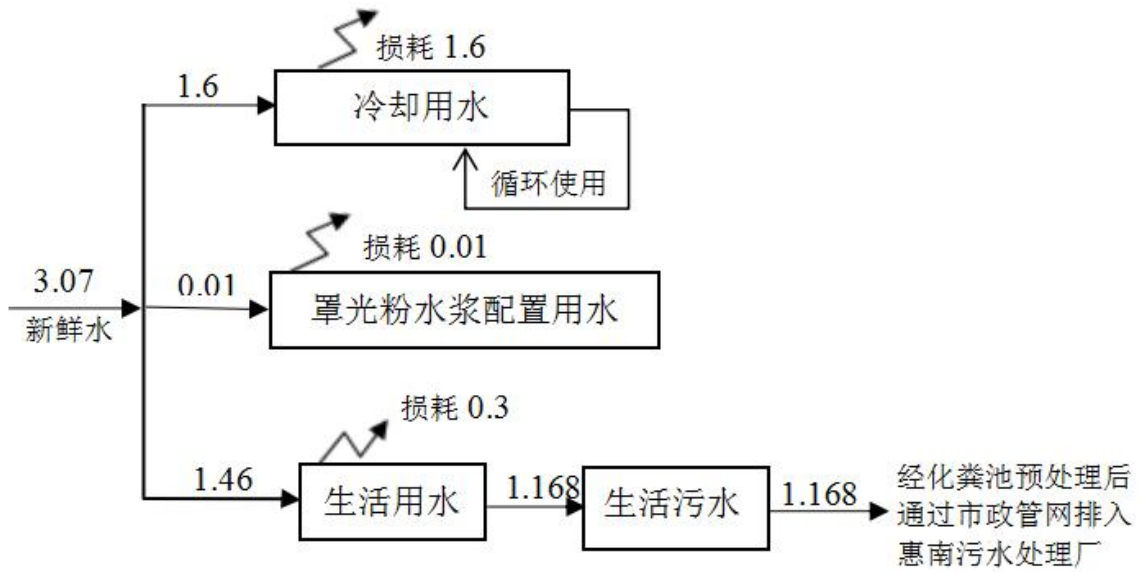 损耗 1.6
1.6
冷却用水
循环使用
损耗 0.01
3.07
0.01
新鲜水
罩光粉水浆配置用水
损耗 0.3
1.46
生活用水
1.168
生活污水
1.168
经化粪池预处理后
通过市政管网排入
惠南污水处理厂